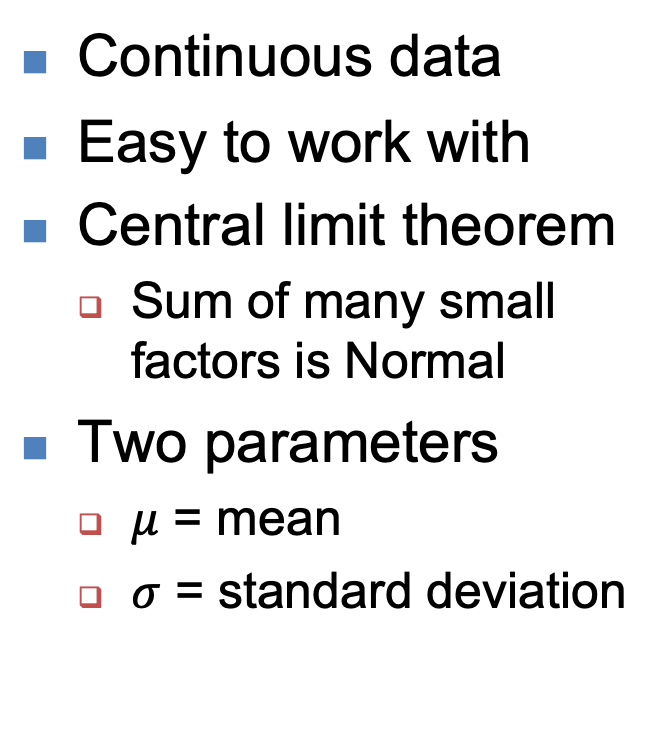 Continuous data
Easy to work with
Central limit theorem
Sum of many small
factors is Normal
Two parameters
μ = mean
σ = standard deviation